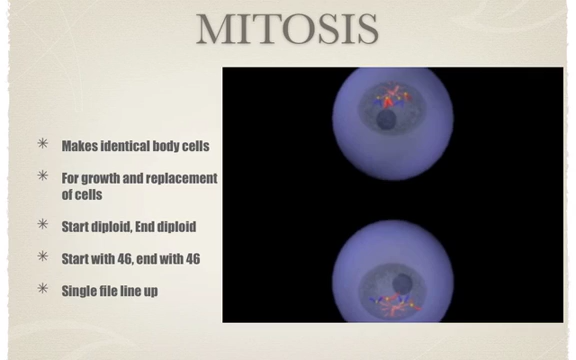 MITOSIS
Makes identical body cells
For growth and replacement
of cells
Start diploid, End diploid
Start with 46, end with 46
Single file line up